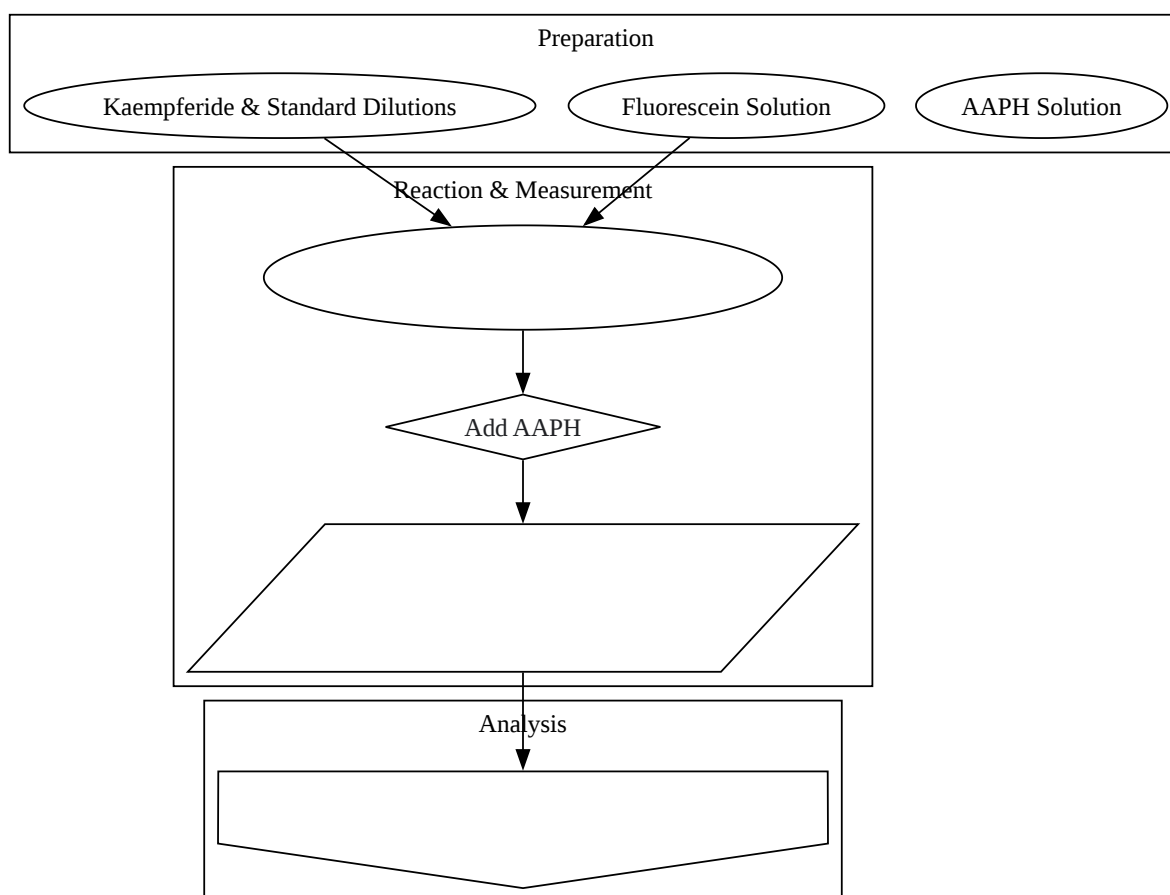 Preparation
Kaempferide & Standard Dilutions
Fluorescein Solution
AAPH Solution
Reaction & Measurement
Add AAPH
Analysis